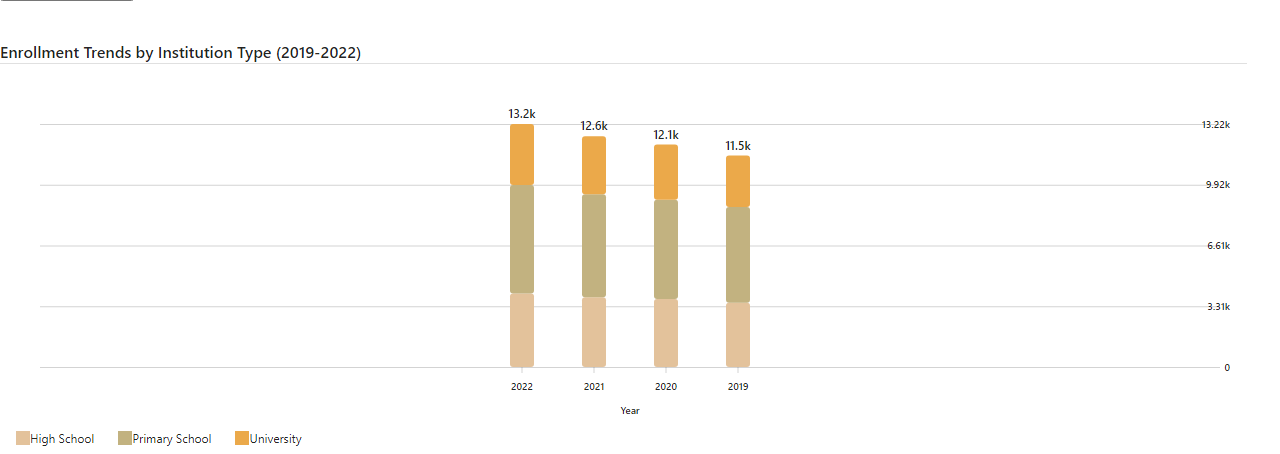 Enrollment Trends by Institution Type (2019-2022)
13.2k
12.6k
12.1k
11.5k
13.22k
9.92k
6.61k
3.31k
0
2022 2021 2020 2019
Year
High School Primary School University